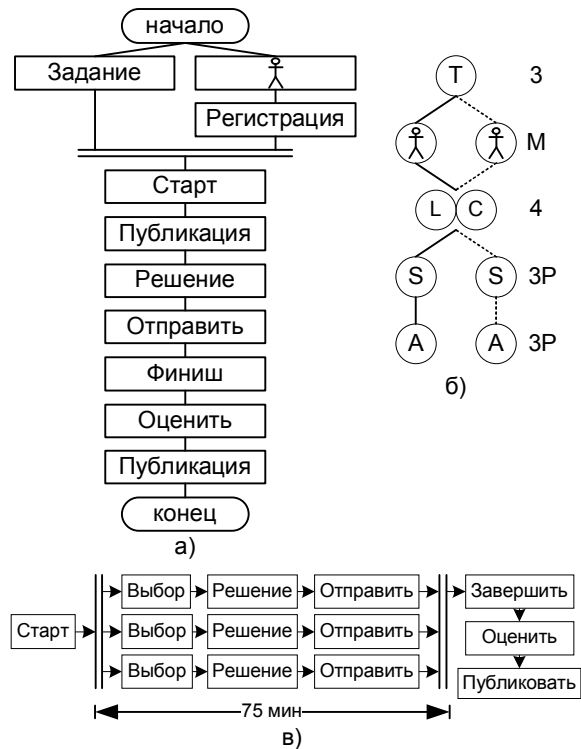 начало
Задание
Регистрация
Старт
Публикация
Решение
Отправить
Финиш
Оценить
Публикация
конец
а)
T 3
М
L C 4
S S 3P
A A 3P
б)
Старт
Выбор Решение Отправить
Выбор Решение Отправить
Выбор Решение Отправить
Завершить
Оценить
Публиковать
75 мин
в)